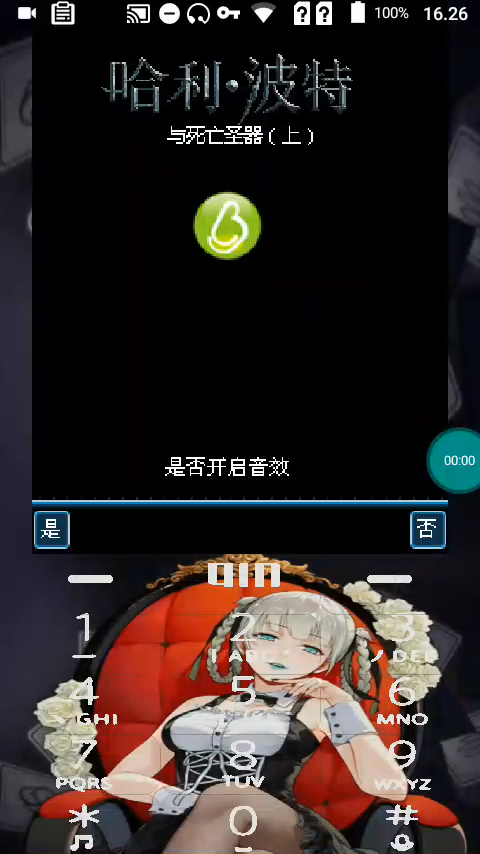 100% 16.26
哈利·波特
与死亡圣器（上）
是否开启音效
00:00
是 否
1 2 3
ABC DEF
4 5 6
GHI MNO
7 8 9
PQRS TUV WXYZ
* 0 #